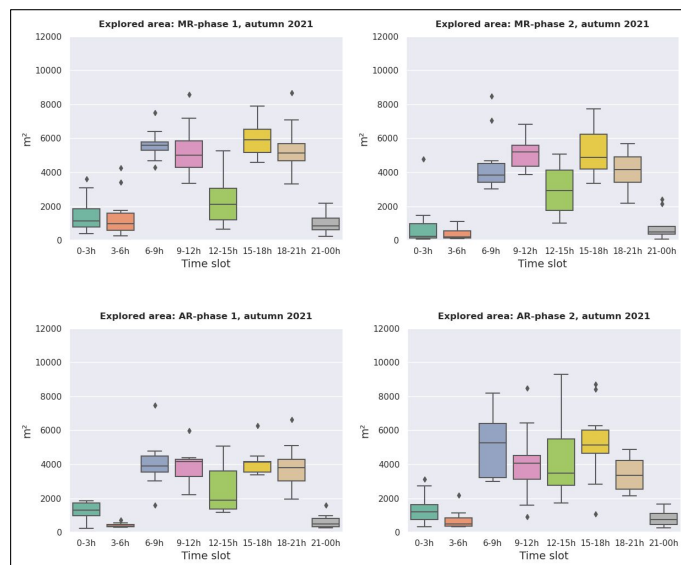 Explored area: MR-phase 1, autumn 2021
12000
10000
8000
6000
4000
2000
0
m²
0-3h 3-6h 6-9h 9-12h 12-15h 15-18h 18-21h 21-00h
Time slot
Explored area: MR-phase 2, autumn 2021
12000
10000
8000
6000
4000
2000
0
m²
0-3h 3-6h 6-9h 9-12h 12-15h 15-18h 18-21h 21-00h
Time slot
Explored area: AR-phase 1, autumn 2021
12000
10000
8000
6000
4000
2000
0
m²
0-3h 3-6h 6-9h 9-12h 12-15h 15-18h 18-21h 21-00h
Time slot
Explored area: AR-phase 2, autumn 2021
12000
10000
8000
6000
4000
2000
0
m²
0-3h 3-6h 6-9h 9-12h 12-15h 15-18h 18-21h 21-00h
Time slot